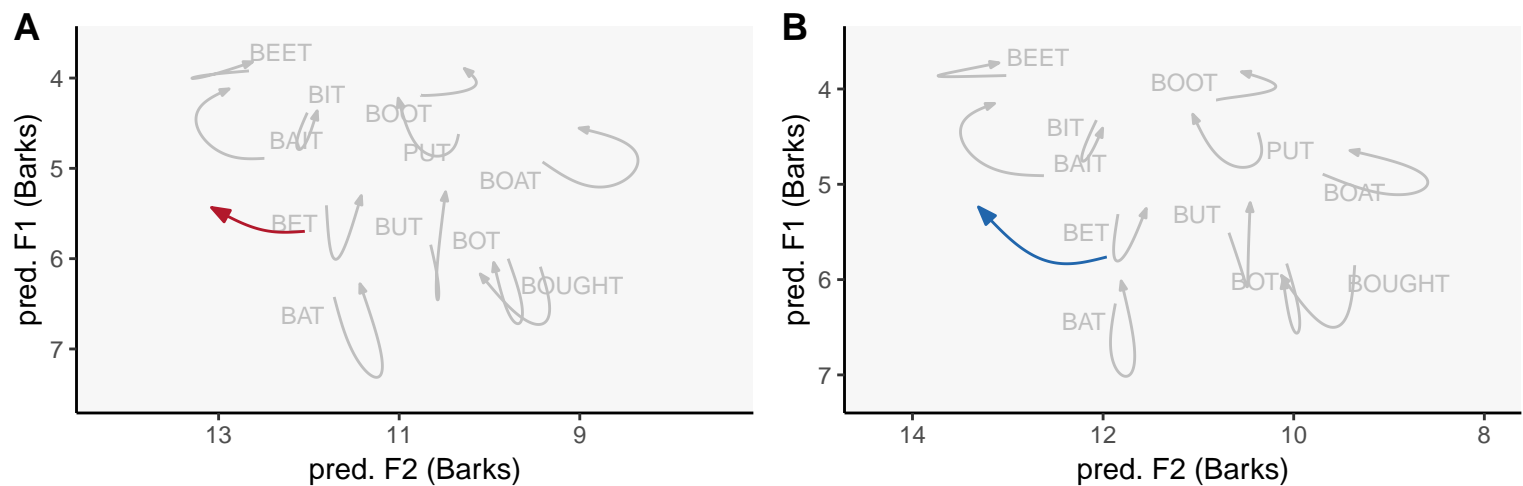 A
pred. F1 (Barks)
4
5
6
7
BEET
BIT
BOOT
BAIT
PUT
BOAT
BET
BUT
BOT
BOUGHT
BAT
13
11
9
pred. F2 (Barks)
B
pred. F1 (Barks)
4
5
6
7
BEET
BOOT
BIT
PUT
BAIT
BOAT
BUT
BET
BOT
BOUGHT
BAT
14
12
10
8
pred. F2 (Barks)